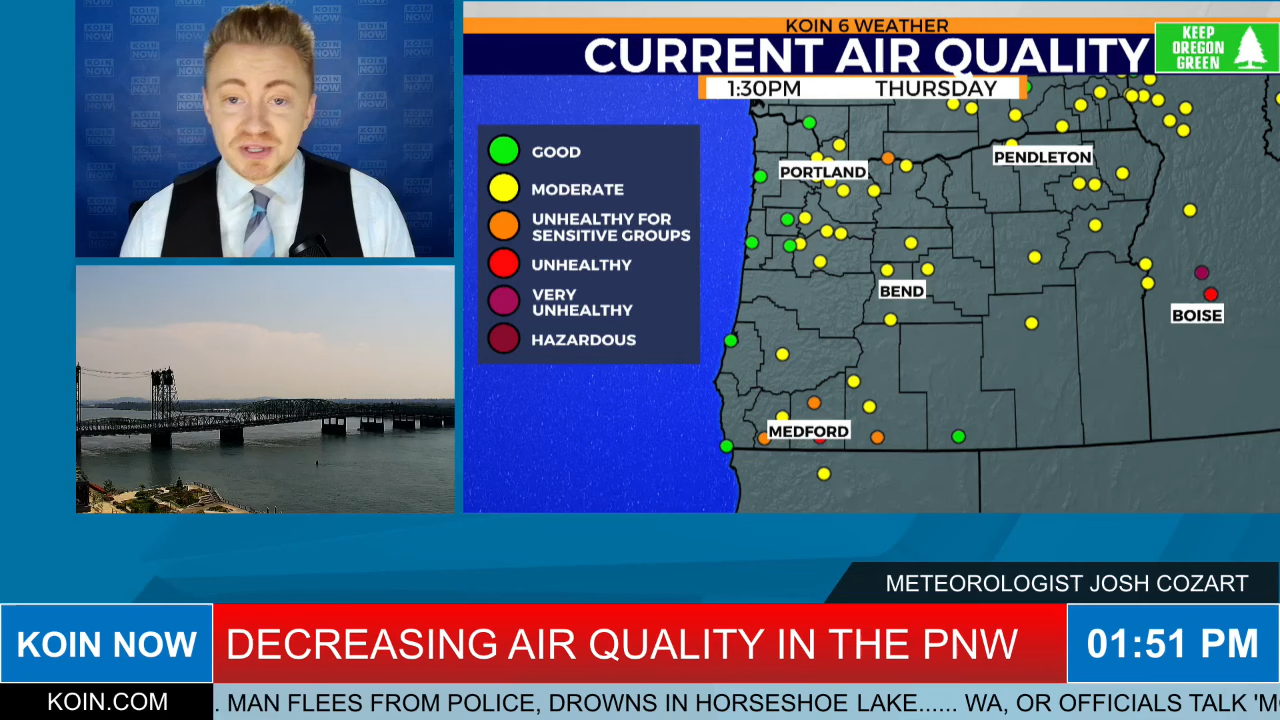 KOIN NOW
KOIN 6 WEATHER
CURRENT AIR QUALITY
KEEP
OREGON
GREEN
1:30PM THURSDAY
GOOD
MODERATE
UNHEALTHY FOR
SENSITIVE GROUPS
UNHEALTHY
VERY
UNHEALTHY
HAZARDOUS
PORTLAND
PENDLETON
BEND
BOISE
MEDFORD
METEOROLOGIST JOSH COZART
KOIN NOW
DECREASING AIR QUALITY IN THE PNW
01:51 PM
KOIN.COM
. MAN FLEES FROM POLICE, DROWNS IN HORSESHOE LAKE...... WA, OR OFFICIALS TALK 'M